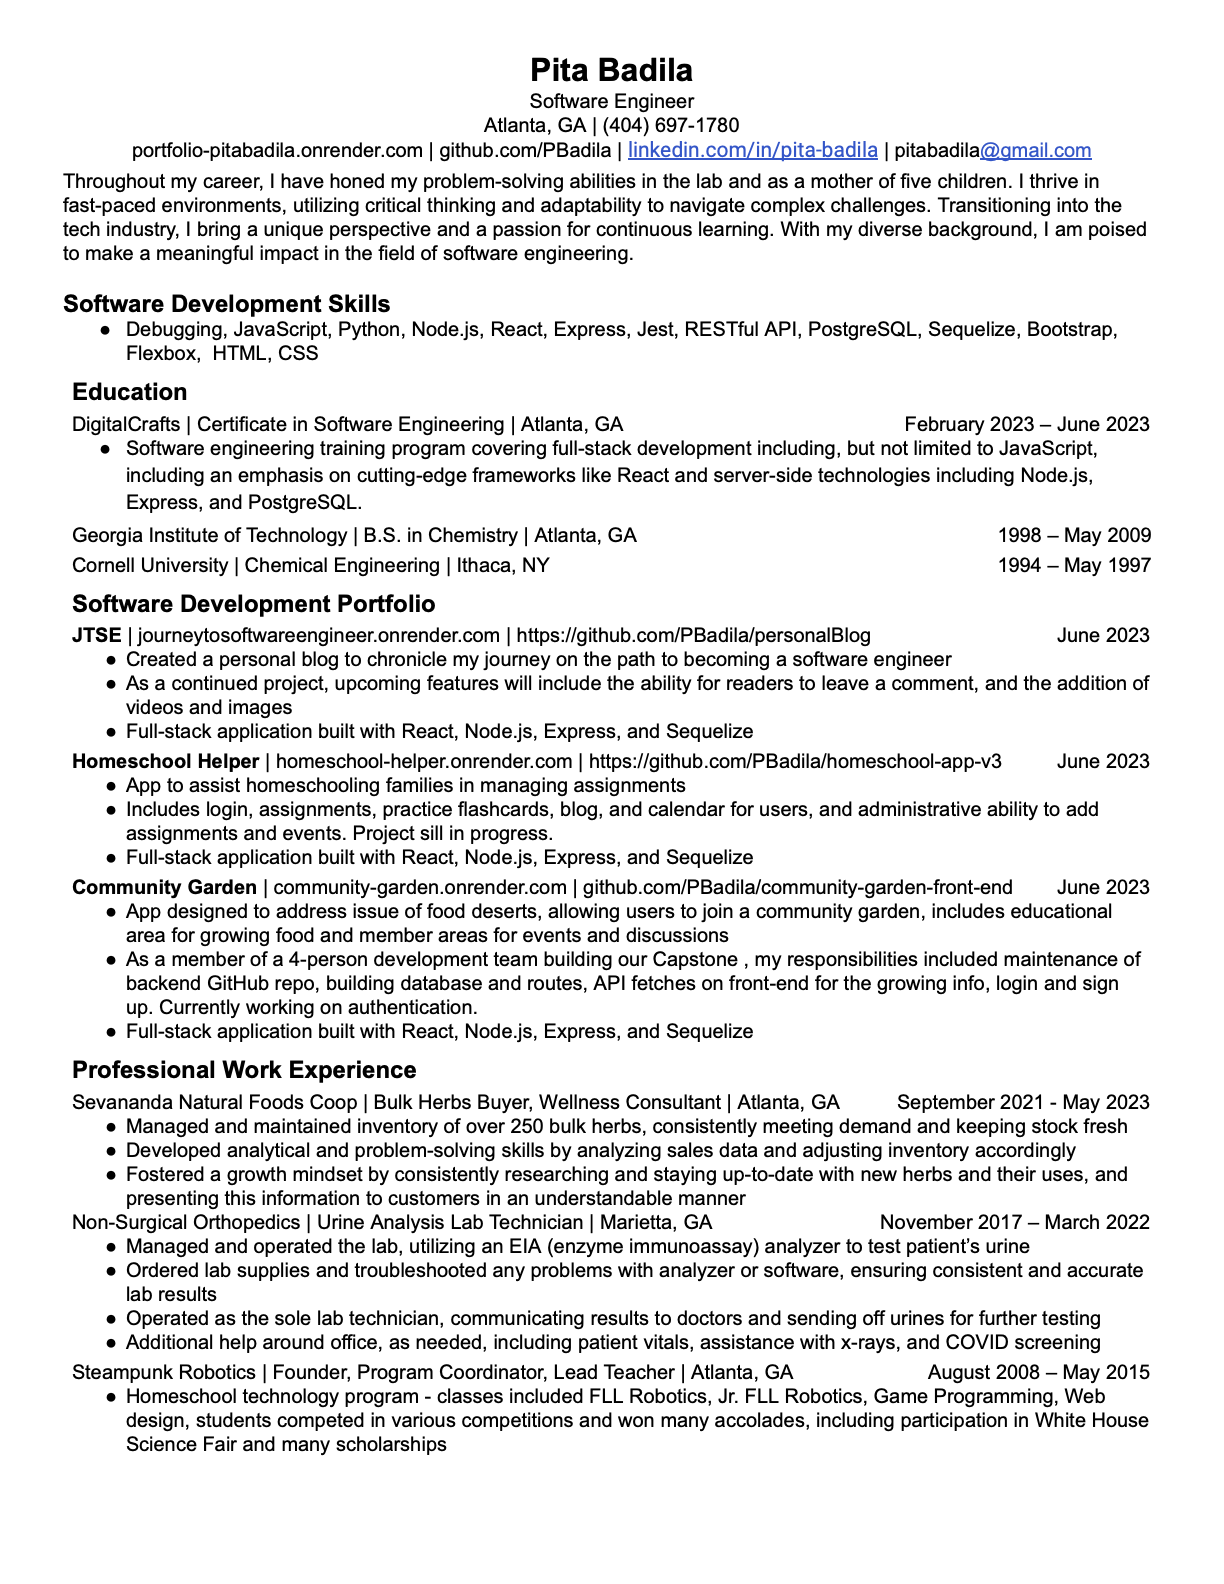 Pita Badila
Software Engineer
Atlanta, GA | (404) 697-1780
portfolio-pitabadila.onrender.com | github.com/PBadila | linkedin.com/in/pita-badila | pitabadila@gmail.com
Throughout my career, I have honed my problem-solving abilities in the lab and as a mother of five children. I thrive in
fast-paced environments, utilizing critical thinking and adaptability to navigate complex challenges. Transitioning into the
tech industry, I bring a unique perspective and a passion for continuous learning. With my diverse background, I am poised
to make a meaningful impact in the field of software engineering.
Software Development Skills
● Debugging, JavaScript, Python, Node.js, React, Express, Jest, RESTful API, PostgreSQL, Sequelize, Bootstrap,
Flexbox,  HTML, CSS
Education
DigitalCrafts | Certificate in Software Engineering | Atlanta, GA February 2023 – June 2023
● Software engineering training program covering full-stack development including, but not limited to JavaScript,
including an emphasis on cutting-edge frameworks like React and server-side technologies including Node.js,
Express, and PostgreSQL.
Georgia Institute of Technology | B.S. in Chemistry | Atlanta, GA 1998 – May 2009
Cornell University | Chemical Engineering | Ithaca, NY 1994 – May 1997
Software Development Portfolio
JTSE | journeytosoftwareengineer.onrender.com | https://github.com/PBadila/personalBlog June 2023
● Created a personal blog to chronicle my journey on the path to becoming a software engineer
● As a continued project, upcoming features will include the ability for readers to leave a comment, and the addition of
videos and images
● Full-stack application built with React, Node.js, Express, and Sequelize
Homeschool Helper | homeschool-helper.onrender.com | https://github.com/PBadila/homeschool-app-v3 June 2023
● App to assist homeschooling families in managing assignments
● Includes login, assignments, practice flashcards, blog, and calendar for users, and administrative ability to add
assignments and events. Project sill in progress.
● Full-stack application built with React, Node.js, Express, and Sequelize
Community Garden | community-garden.onrender.com | github.com/PBadila/community-garden-front-end June 2023
● App designed to address issue of food deserts, allowing users to join a community garden, includes educational
area for growing food and member areas for events and discussions
● As a member of a 4-person development team building our Capstone , my responsibilities included maintenance of
backend GitHub repo, building database and routes, API fetches on front-end for the growing info, login and sign
up. Currently working on authentication.
● Full-stack application built with React, Node.js, Express, and Sequelize
Professional Work Experience
Sevananda Natural Foods Coop | Bulk Herbs Buyer, Wellness Consultant | Atlanta, GA September 2021 - May 2023
● Managed and maintained inventory of over 250 bulk herbs, consistently meeting demand and keeping stock fresh
● Developed analytical and problem-solving skills by analyzing sales data and adjusting inventory accordingly
● Fostered a growth mindset by consistently researching and staying up-to-date with new herbs and their uses, and
presenting this information to customers in an understandable manner
Non-Surgical Orthopedics | Urine Analysis Lab Technician | Marietta, GA November 2017 – March 2022
● Managed and operated the lab, utilizing an EIA (enzyme immunoassay) analyzer to test patient’s urine
● Ordered lab supplies and troubleshooted any problems with analyzer or software, ensuring consistent and accurate
lab results
● Operated as the sole lab technician, communicating results to doctors and sending off urines for further testing
● Additional help around office, as needed, including patient vitals, assistance with x-rays, and COVID screening
Steampunk Robotics | Founder, Program Coordinator, Lead Teacher | Atlanta, GA August 2008 – May 2015
● Homeschool technology program - classes included FLL Robotics, Jr. FLL Robotics, Game Programming, Web
design, students competed in various competitions and won many accolades, including participation in White House
Science Fair and many scholarships